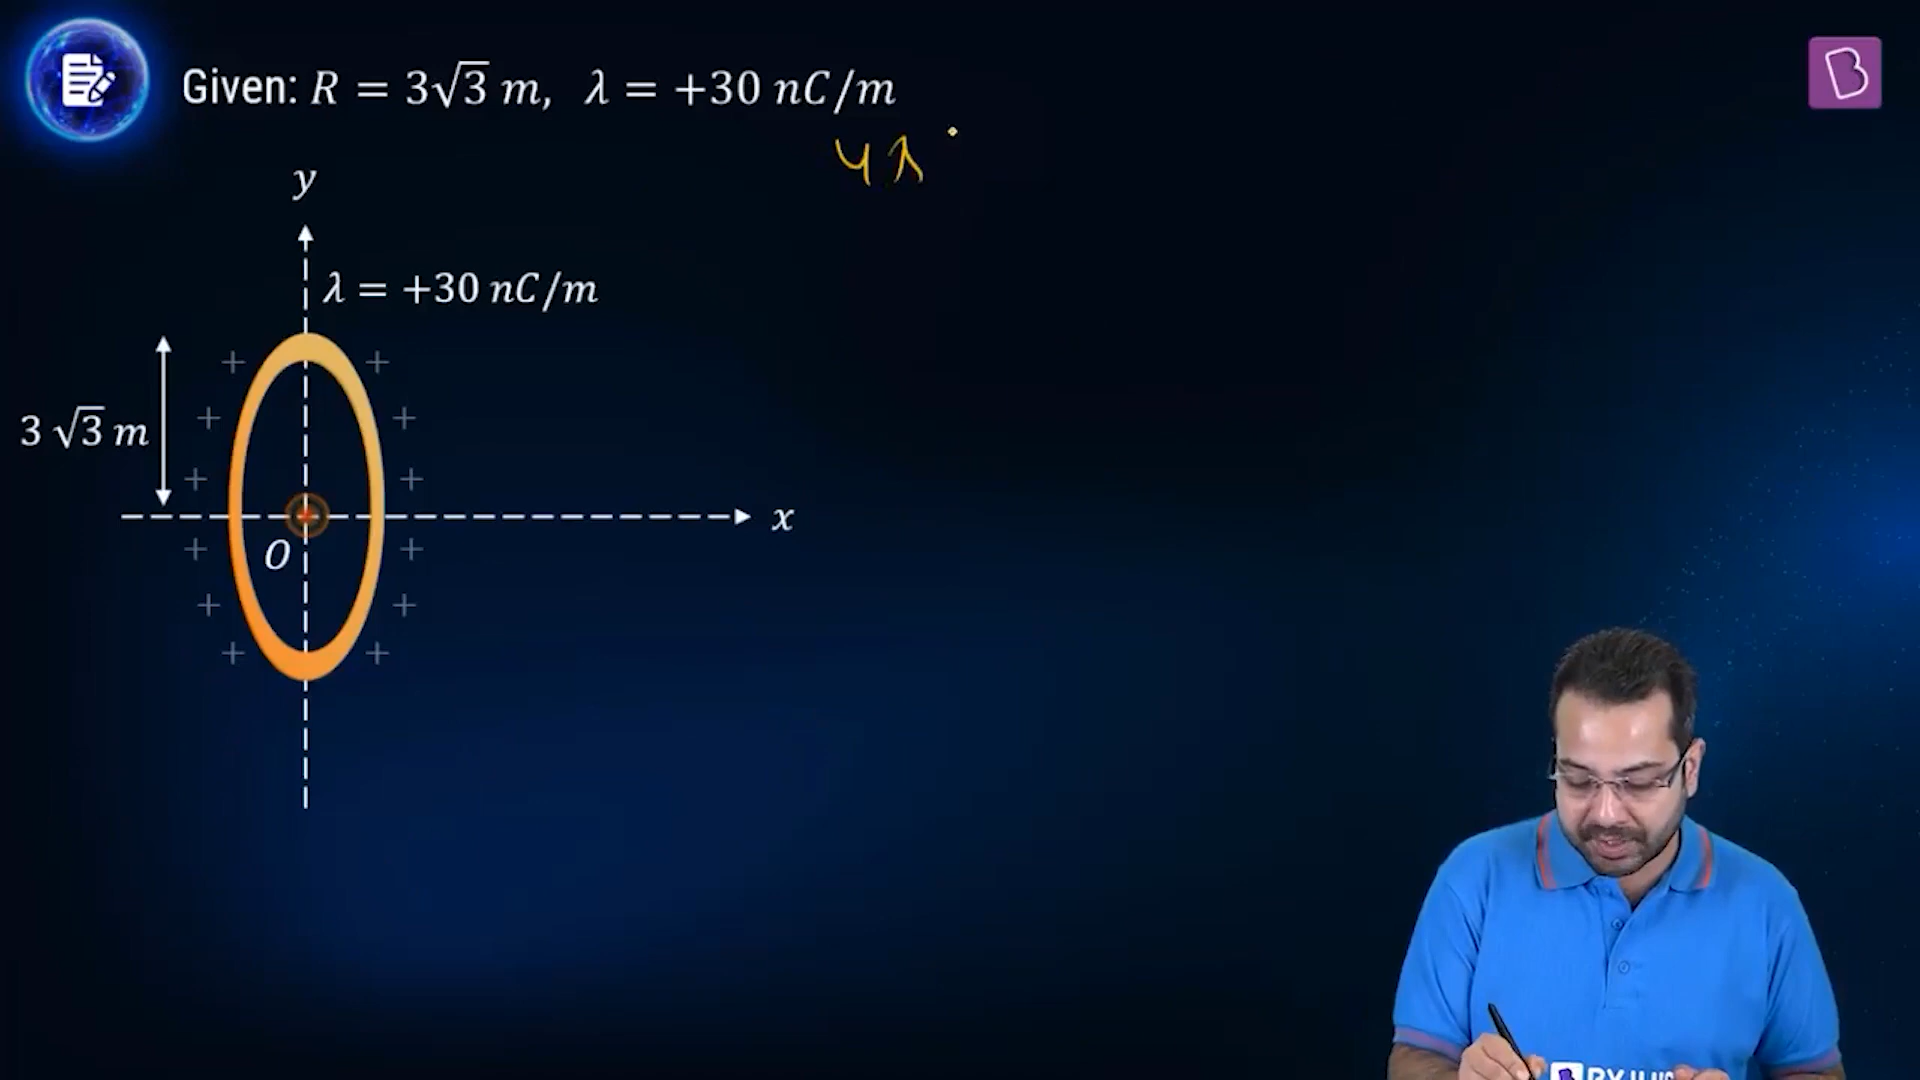 Given: R = 3√3 m, λ = +30 nC/m
4λ
y
λ = +30 nC/m
3 √3 m
x
O
B